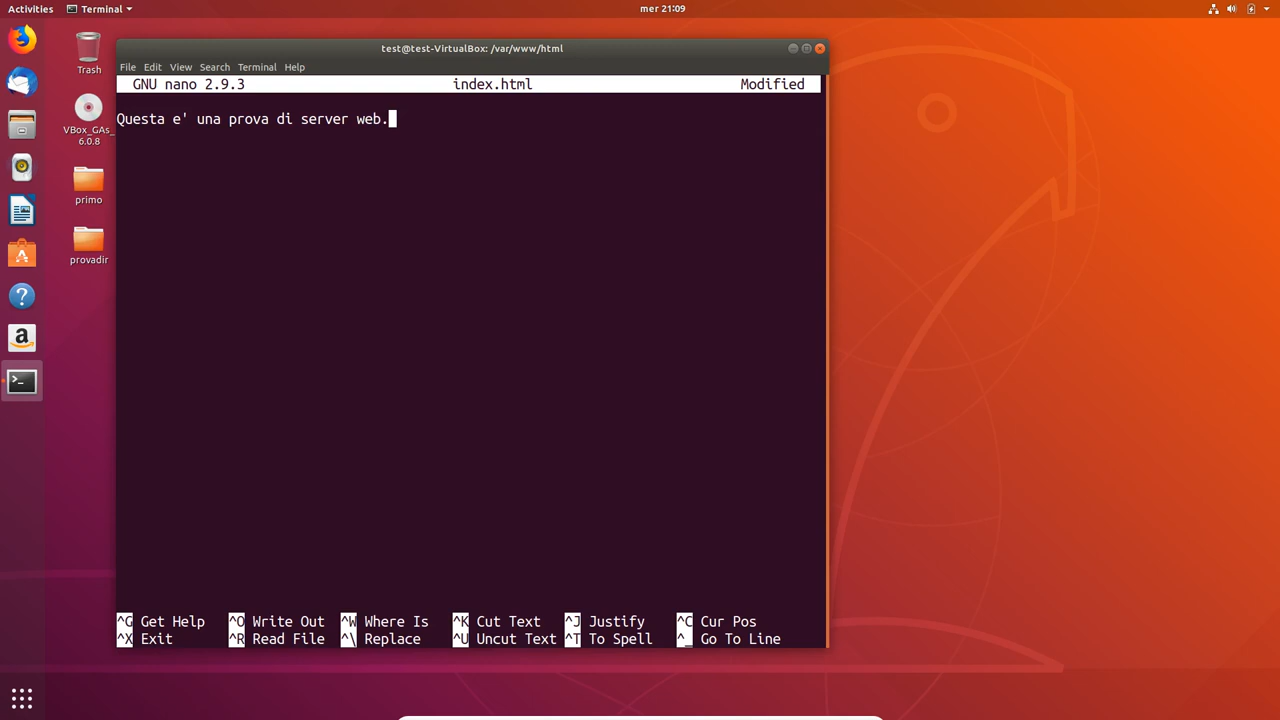 Activities Terminal mer 21:09
Trash
VBox_GAs_
6.0.8
primo
provadir
test@test-VirtualBox: /var/www/html
File Edit View Search Terminal Help
GNU nano 2.9.3 index.html Modified
Questa e' una prova di server web.
^G Get Help ^O Write Out ^W Where Is ^K Cut Text ^J Justify ^C Cur Pos
^X Exit ^R Read File ^\ Replace ^U Uncut Text ^T To Spell ^_ Go To Line